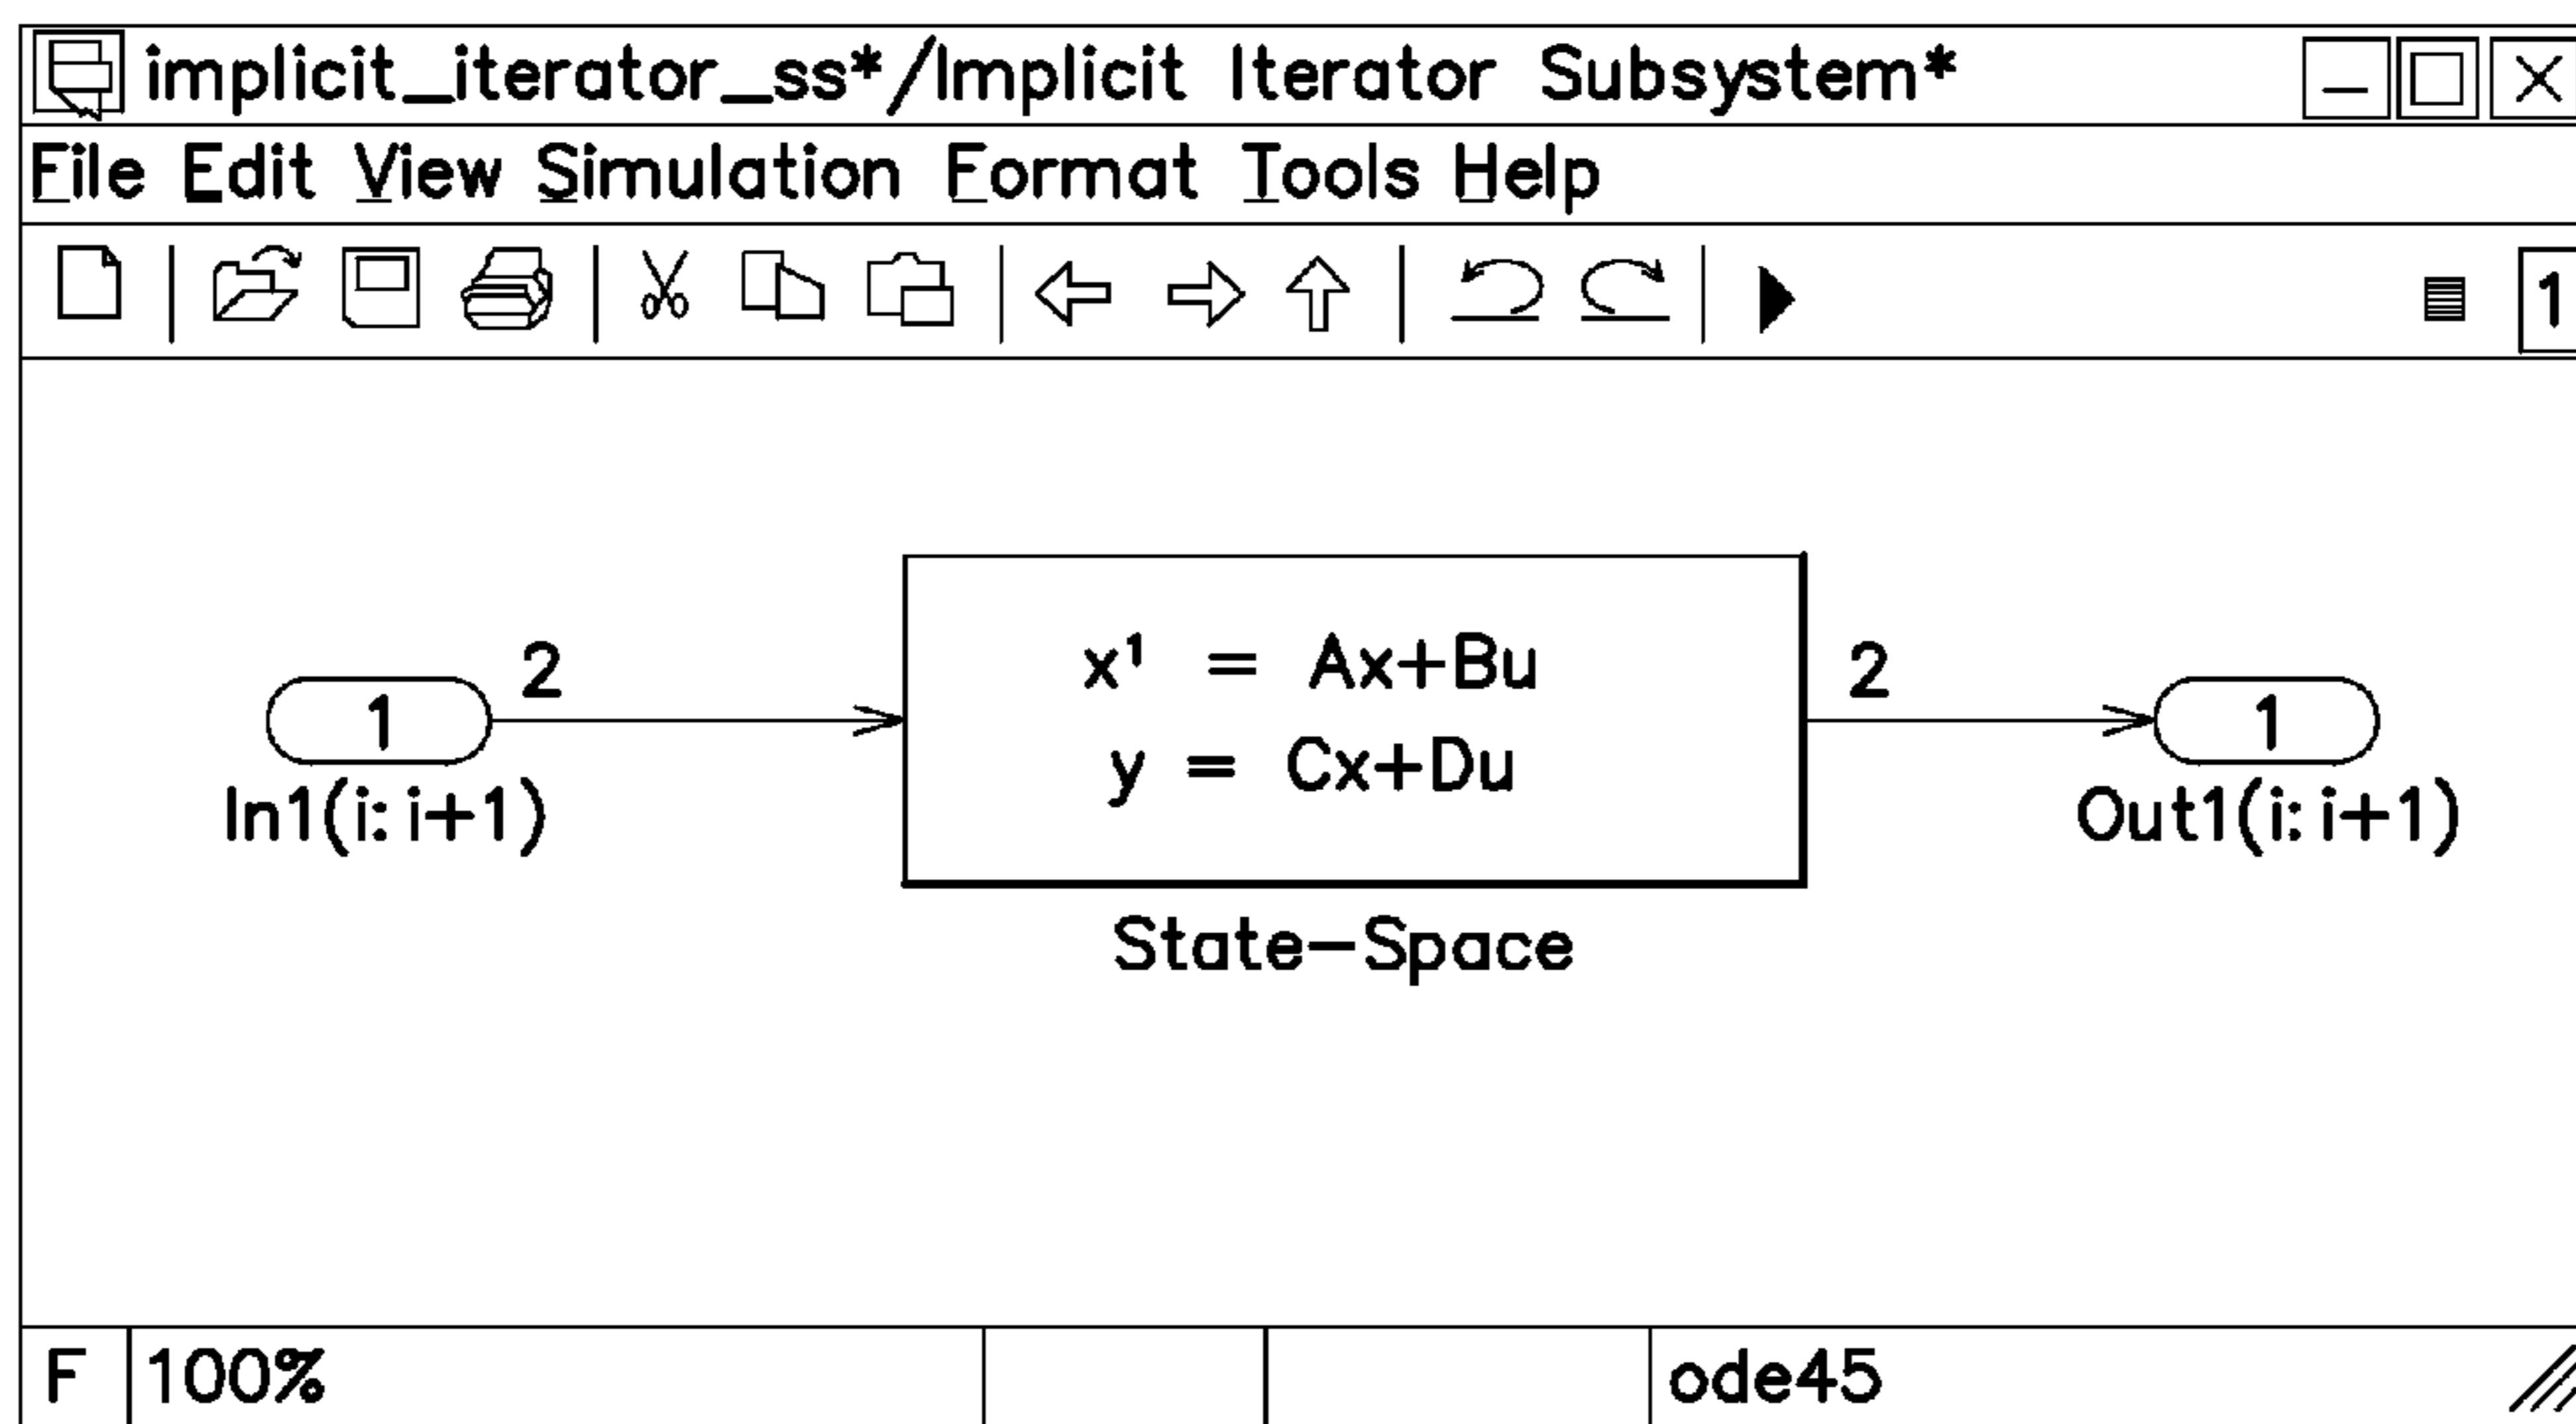 implicit_iterator_ss*/Implicit Iterator Subsystem*
File Edit View Simulation Format Tools Help
1
2
2
1
1
x' = Ax+Bu
y = Cx+Du
In1(i: i+1)
Out1(i: i+1)
State-Space
F 100% ode45